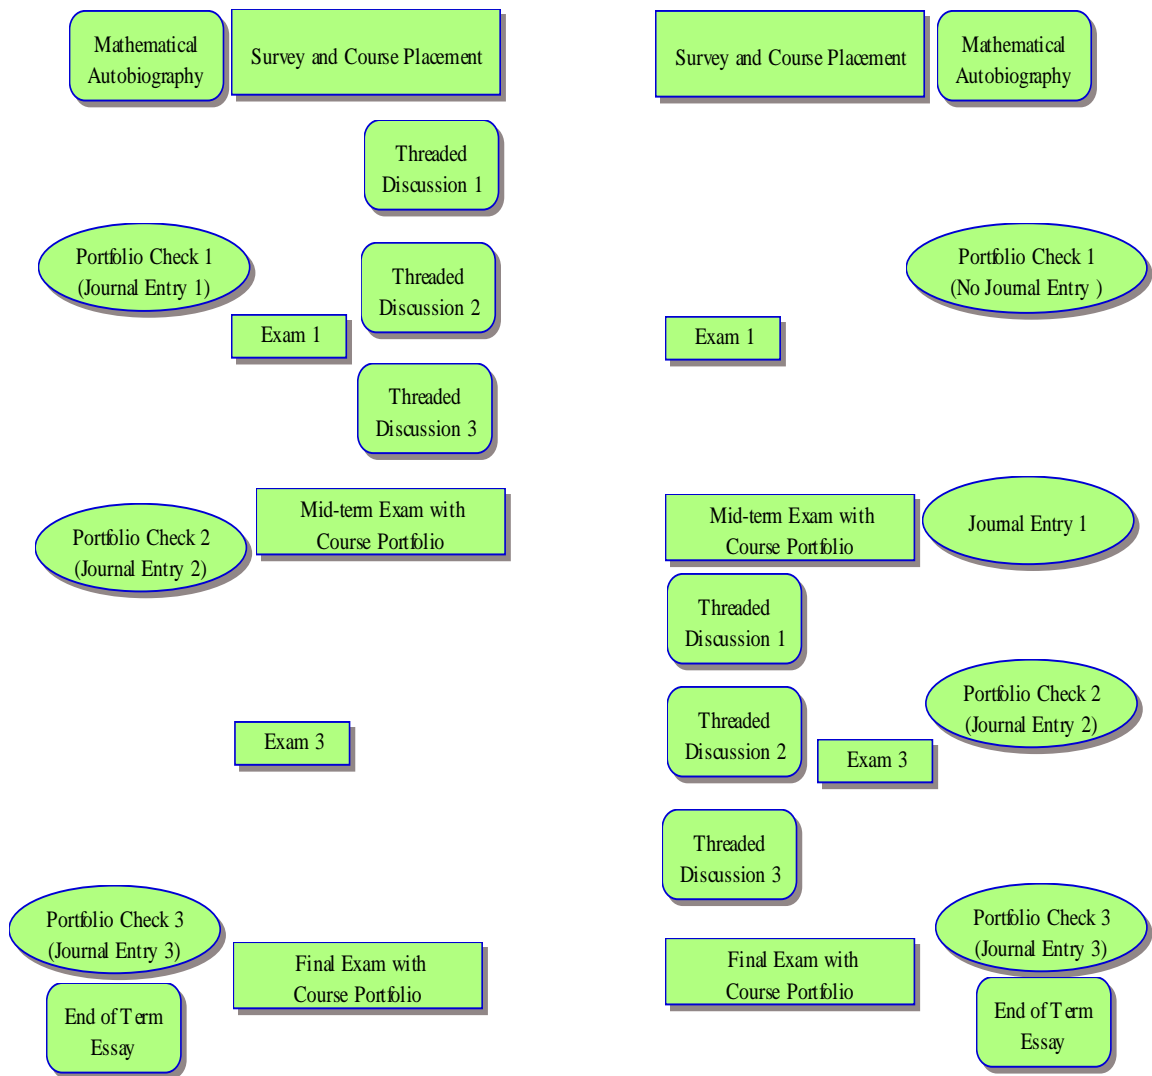 Mathematical
Autobiography
Survey and Course Placement
Threaded
Discussion 1
Portfolio Check 1
(Journal Entry 1)
Threaded
Discussion 2
Exam 1
Threaded
Discussion 3
Mid-term Exam with
Course Portfolio
Portfolio Check 2
(Journal Entry 2)
Exam 3
Portfolio Check 3
(Journal Entry 3)
Final Exam with
Course Portfolio
End of Term
Essay
Survey and Course Placement
Mathematical
Autobiography
Portfolio Check 1
(No Journal Entry )
Exam 1
Mid-term Exam with
Course Portfolio
Journal Entry 1
Threaded
Discussion 1
Portfolio Check 2
(Journal Entry 2)
Threaded
Discussion 2
Exam 3
Threaded
Discussion 3
Portfolio Check 3
(Journal Entry 3)
Final Exam with
Course Portfolio
End of Term
Essay